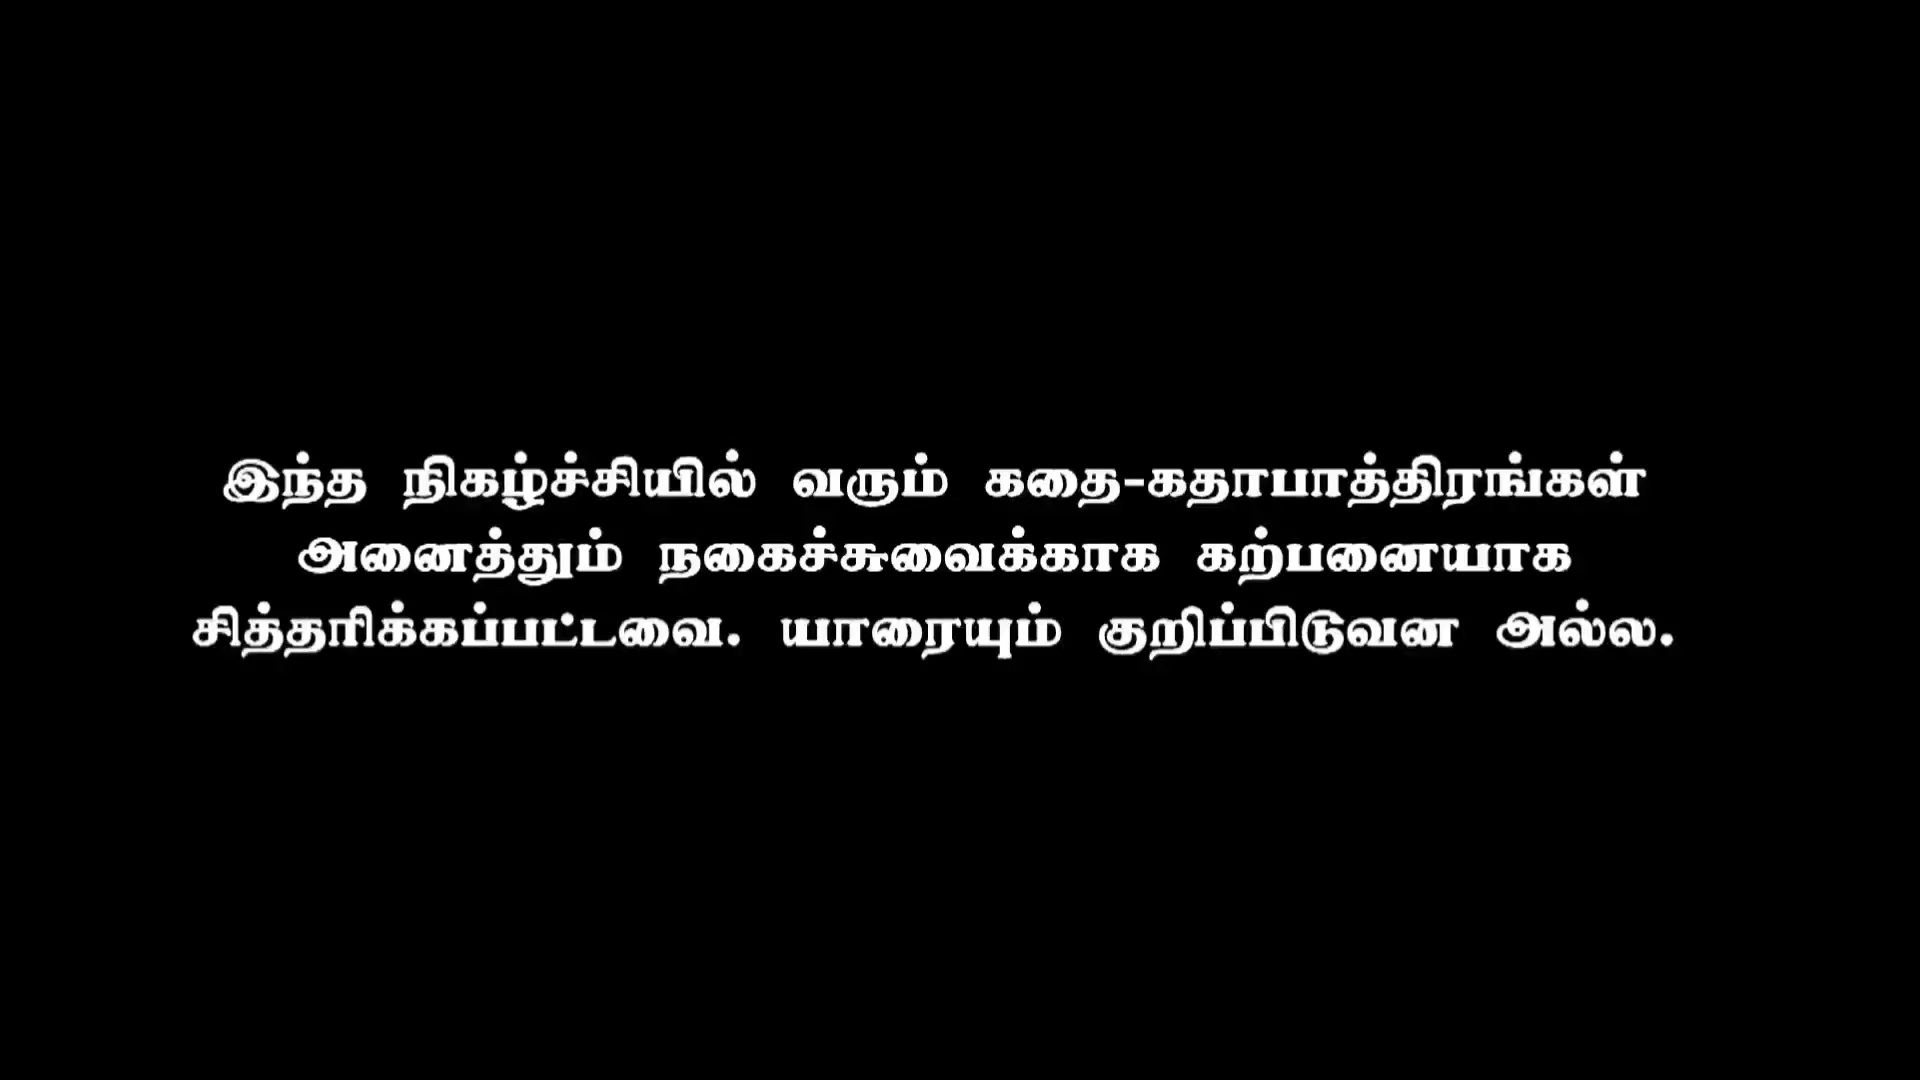 இந்த நிகழ்ச்சியில் வரும் கதை-கதாபாத்திரங்கள்
அனைத்தும் நகைச்சுவைக்காக கற்பனையாக
சித்தரிக்கப்பட்டவை. யாரையும் குறிப்பிடுவன அல்ல.